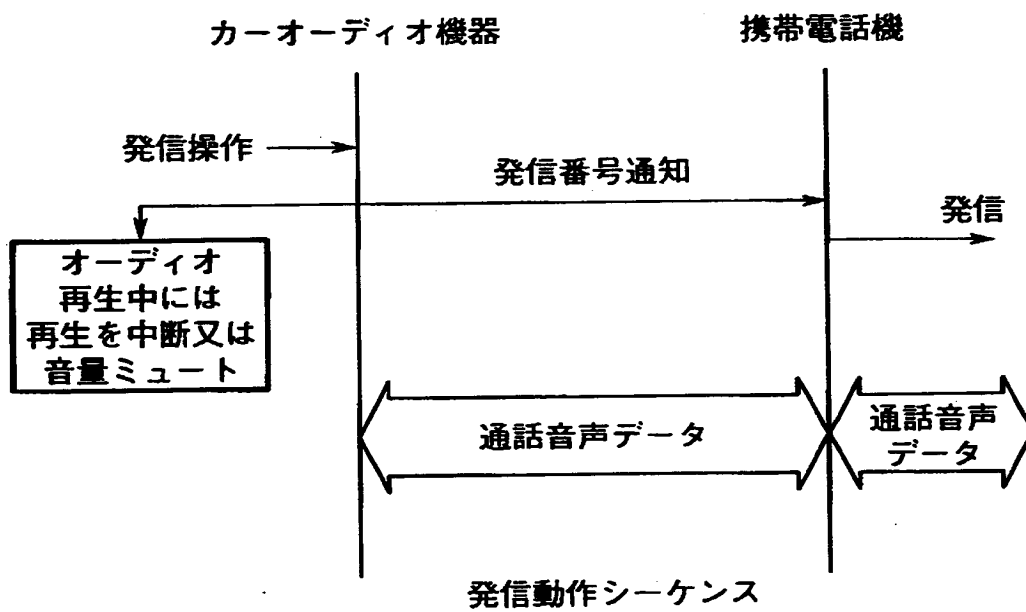 カーオーディオ機器
携帯電話機
発信操作
発信番号通知
発信
オーディオ
再生中には
再生を中断又は
音量ミュート
通話音声データ
通話音声
データ
発信動作シーケンス